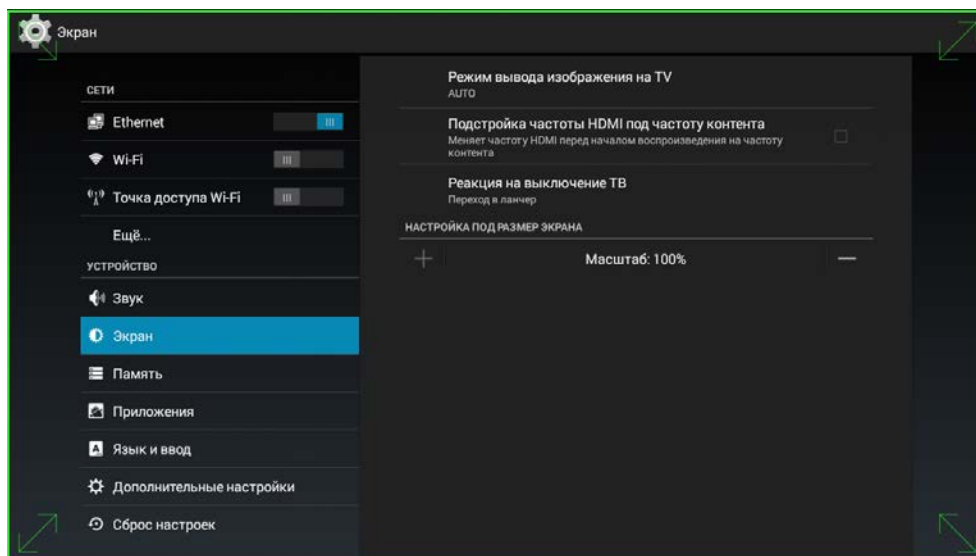 Экран
СЕТИ
Ethernet
Wi-Fi
Точка доступа Wi-Fi
Ещё...
УСТРОЙСТВО
Звук
Экран
Память
Приложения
Язык и ввод
Дополнительные настройки
Сброс настроек
Режим вывода изображения на TV
AUTO
Подстройка частоты HDMI под частоту контента
Меняет частоту HDMI перед началом воспроизведения на частоту
контента
Реакция на выключение ТВ
Переход в ланчер
НАСТРОЙКА ПОД РАЗМЕР ЭКРАНА
Масштаб: 100%